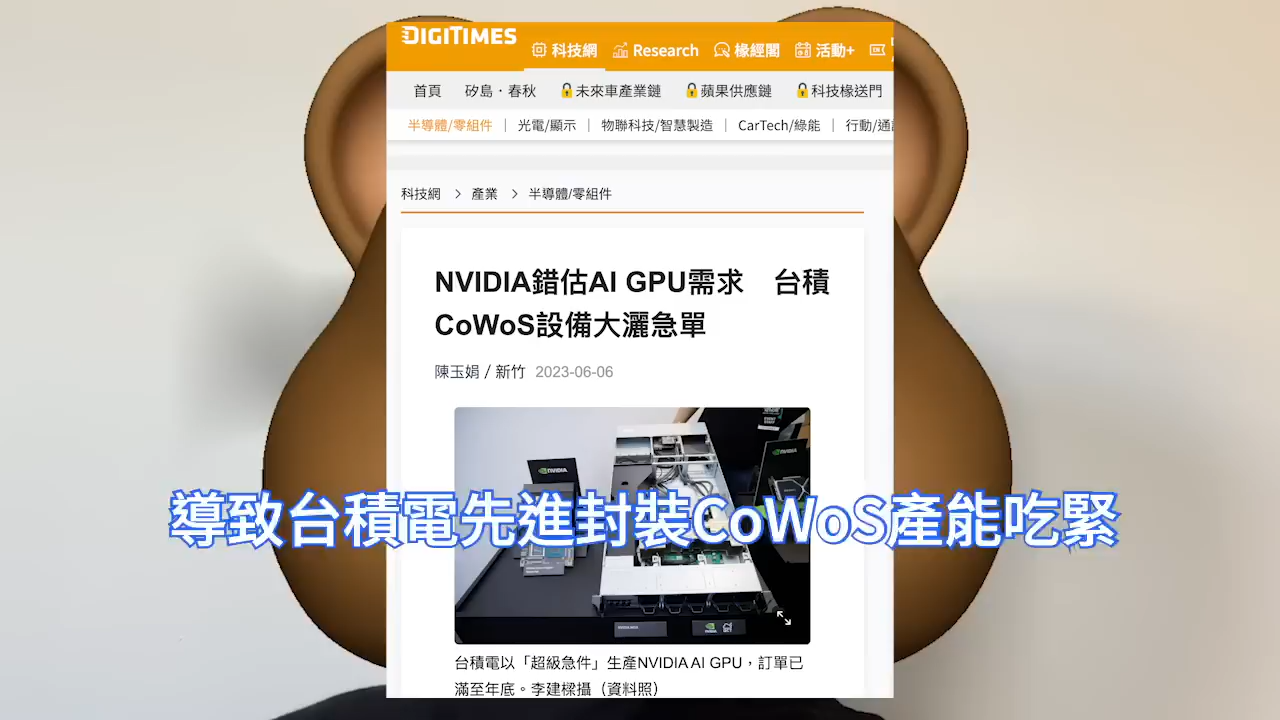 DIGITIMES
科技網 Research 椽經閣 活動+
首頁 矽島・春秋 未來車產業鏈 蘋果供應鏈 科技椽送門
半導體/零組件 | 光電/顯示 | 物聯科技/智慧製造 | CarTech/綠能 | 行動/通
科技網 > 產業 > 半導體/零組件
NVIDIA錯估AI GPU需求 台積
CoWoS設備大灑急單
陳玉娟 / 新竹 2023-06-06
NVIDIA
NVIDIA
導致台積電先進封裝CoWoS產能吃緊
台積電以「超級急件」生產NVIDIA AI GPU，訂單已
滿至年底。李建樑攝（資料照）